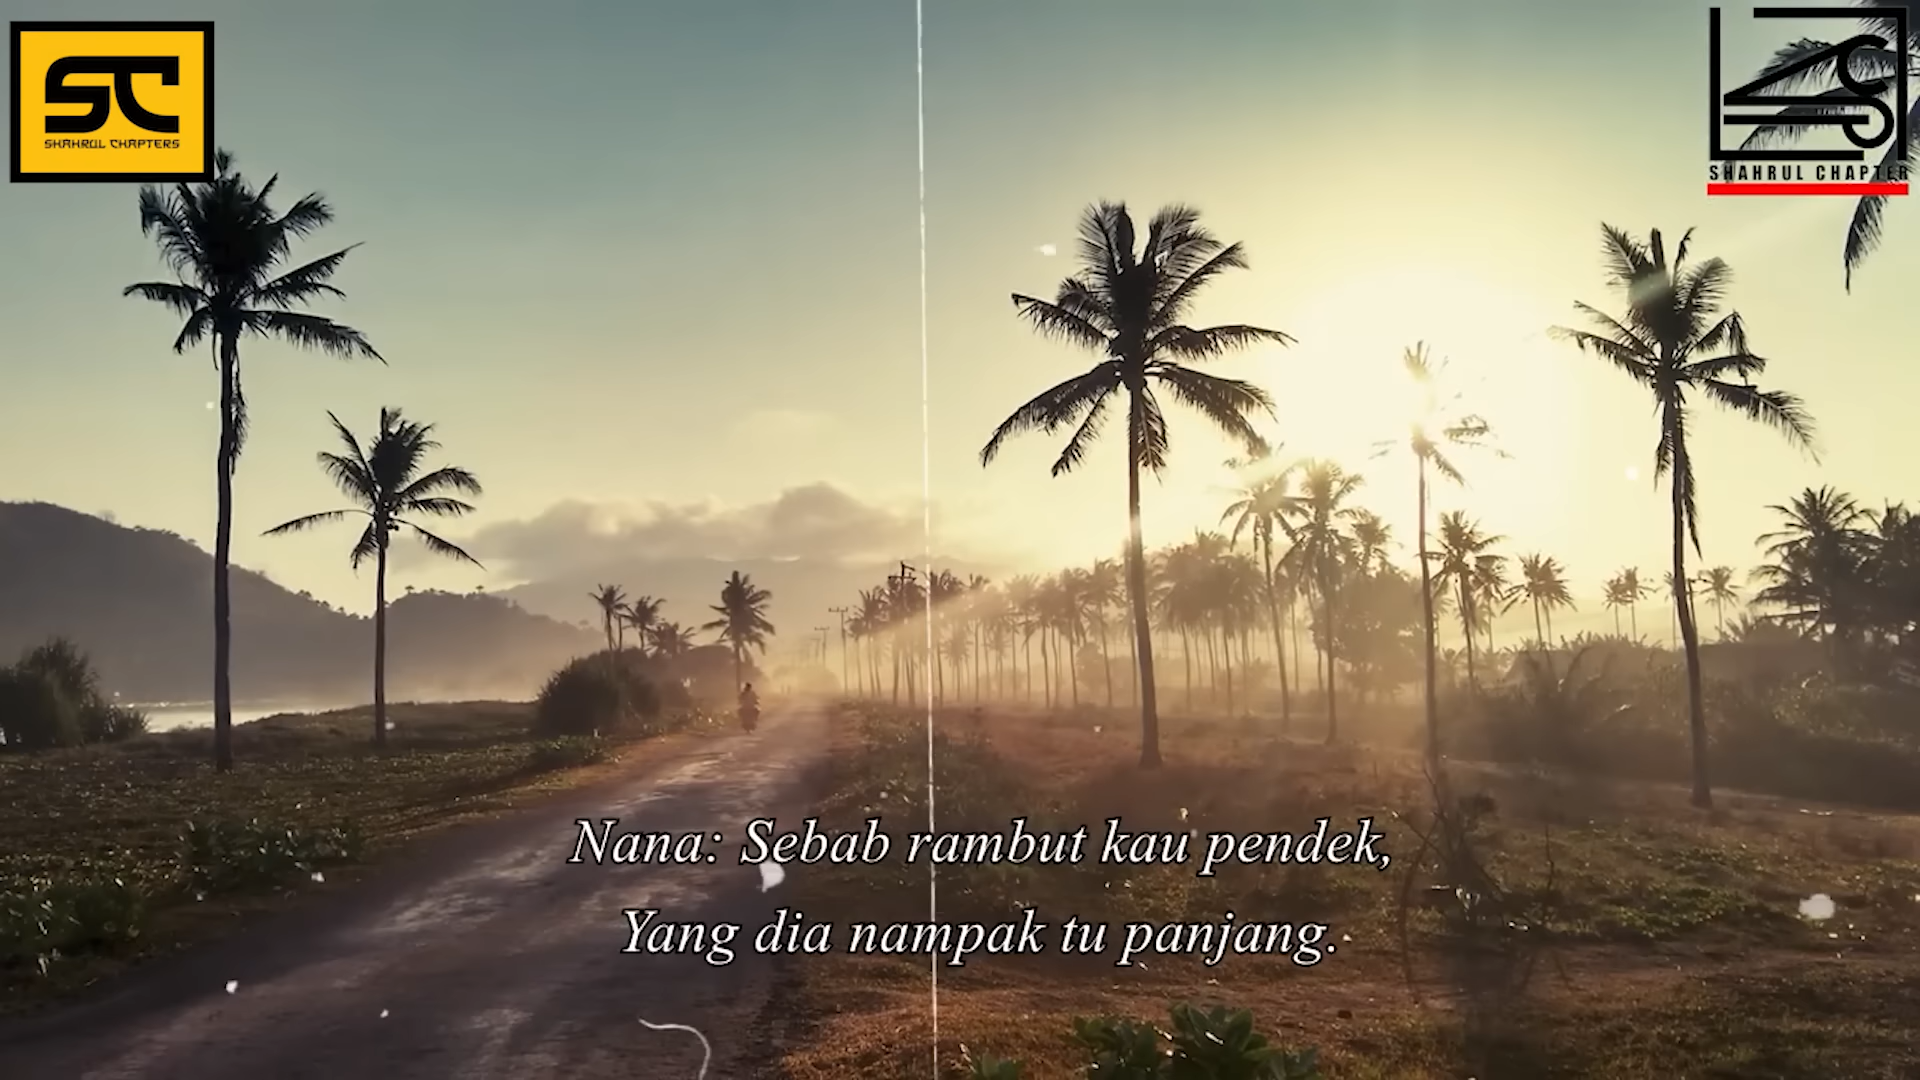 SC
SHAHRUL CHAPTERS
SHAHRUL CHAPTER
Nana: Sebab rambut kau pendek,
Yang dia nampak tu panjang.